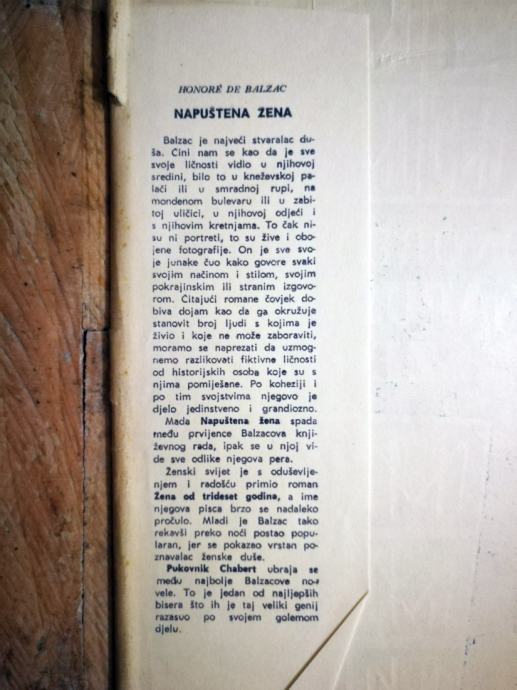 HONORÉ DE BALZAC
NAPUŠTENA ŽENA
Balzac je najveći stvaralac du-
ša. Čini nam se kao da je sve
svoje ličnosti vidio u njihovoj
sredini, bilo to u kneževskoj pa-
lači ili u smradnoj rupi, na
mondenom bulevaru ili u zabi-
toj uličici, u njihovoj odjeći i
s njihovim kretnjama. To čak ni-
su ni portreti, to su žive i obo-
jene fotografije. On je sve svo-
je junake čuo kako govore svaki
svojim načinom i stilom, svojim
pokrajinskim ili stranim izgovo-
rom. Čitajući romane čovjek do-
biva dojam kao da ga okružuje
stanovit broj ljudi s kojima je
živio i koje ne može zaboraviti,
moramo se naprezati da uzmog-
nemo razlikovati fiktivne ličnosti
od historijskih osoba koje su s
njima pomiješane. Po koheziji i
po tim svojstvima njegovo je
djelo jedinstveno i grandiozno.
Mada Napuštena žena spada
među prvijence Balzacova knji-
ževnog rada, ipak se u njoj vi-
de sve odlike njegova pera.
Ženski svijet je s oduševlje-
njem i radošću primio roman
Žena od trideset godina, a ime
njegova pisca brzo se nadaleko
pročulo. Mladi je Balzac tako
rekavši preko noći postao popu-
laran, jer se pokazao vrstan po-
znavalac ženske duše.
Pukovnik Chabert ubraja se
među najbolje Balzacove no-
vele. To je jedan od najljepših
bisera što ih je taj veliki genij
razasuo po svojem golemom
djelu.